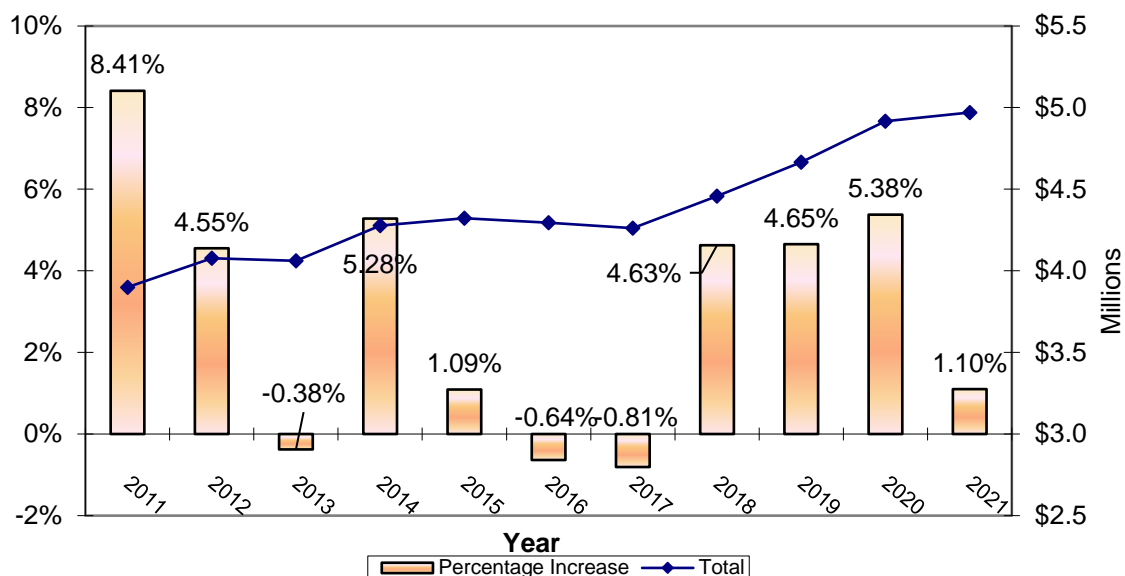 10% $5.5
8.41%
8% $5.0
5.38%
6% $4.5
4.55% 4.65%
5.28% 4.63%
4% $4.0
Millions
2% $3.5
1.09% 1.10%
-0.38% -0.64% -0.81%
0% $3.0
2011 2012 2013 2014 2015 2016 2017 2018 2019 2020 2021
-2% $2.5
Year
Percentage Increase Total